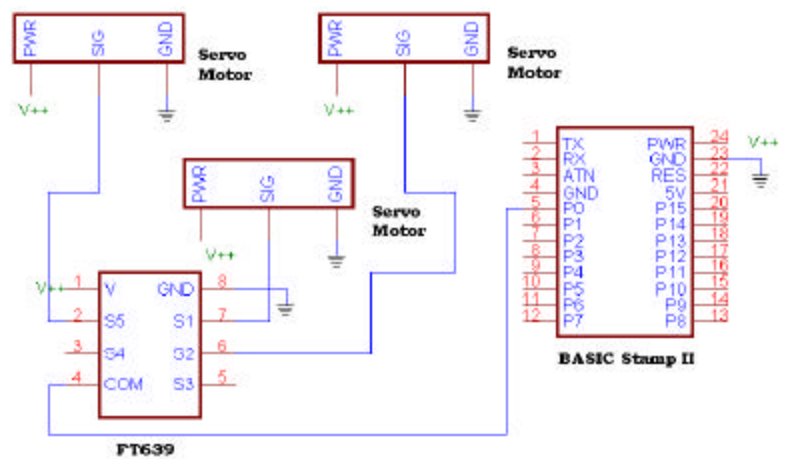 PWR SIG GND
Servo
Motor
V++
PWR SIG GND
Servo
Motor
V++
PWR SIG GND
Servo
Motor
V++
V++ 1 V GND 8
2 S5 S1 7
3 S4 S2 6
4 COM S3 5
FT639
1 TX PWR 24 V++
2 RX GND 23
3 ATN RES 22
4 GND 5V 21
5 P0 P15 20
6 P1 P14 19
7 P2 P13 18
8 P3 P12 17
9 P4 P11 16
10 P5 P10 15
11 P6 P9 14
12 P7 P8 13
BASIC Stamp II